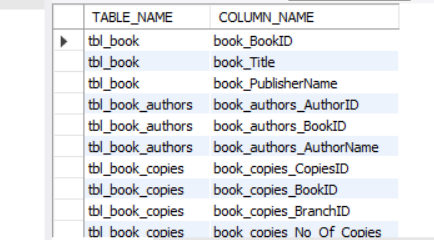 TABLE_NAME COLUMN_NAME
tbl_book book_BookID
tbl_book book_Title
tbl_book book_PublisherName
tbl_book_authors book_authors_AuthorID
tbl_book_authors book_authors_BookID
tbl_book_authors book_authors_AuthorName
tbl_book_copies book_copies_CopiesID
tbl_book_copies book_copies_BookID
tbl_book_copies book_copies_BranchID
tbl_book_copies book_copies_No_Of_Copies